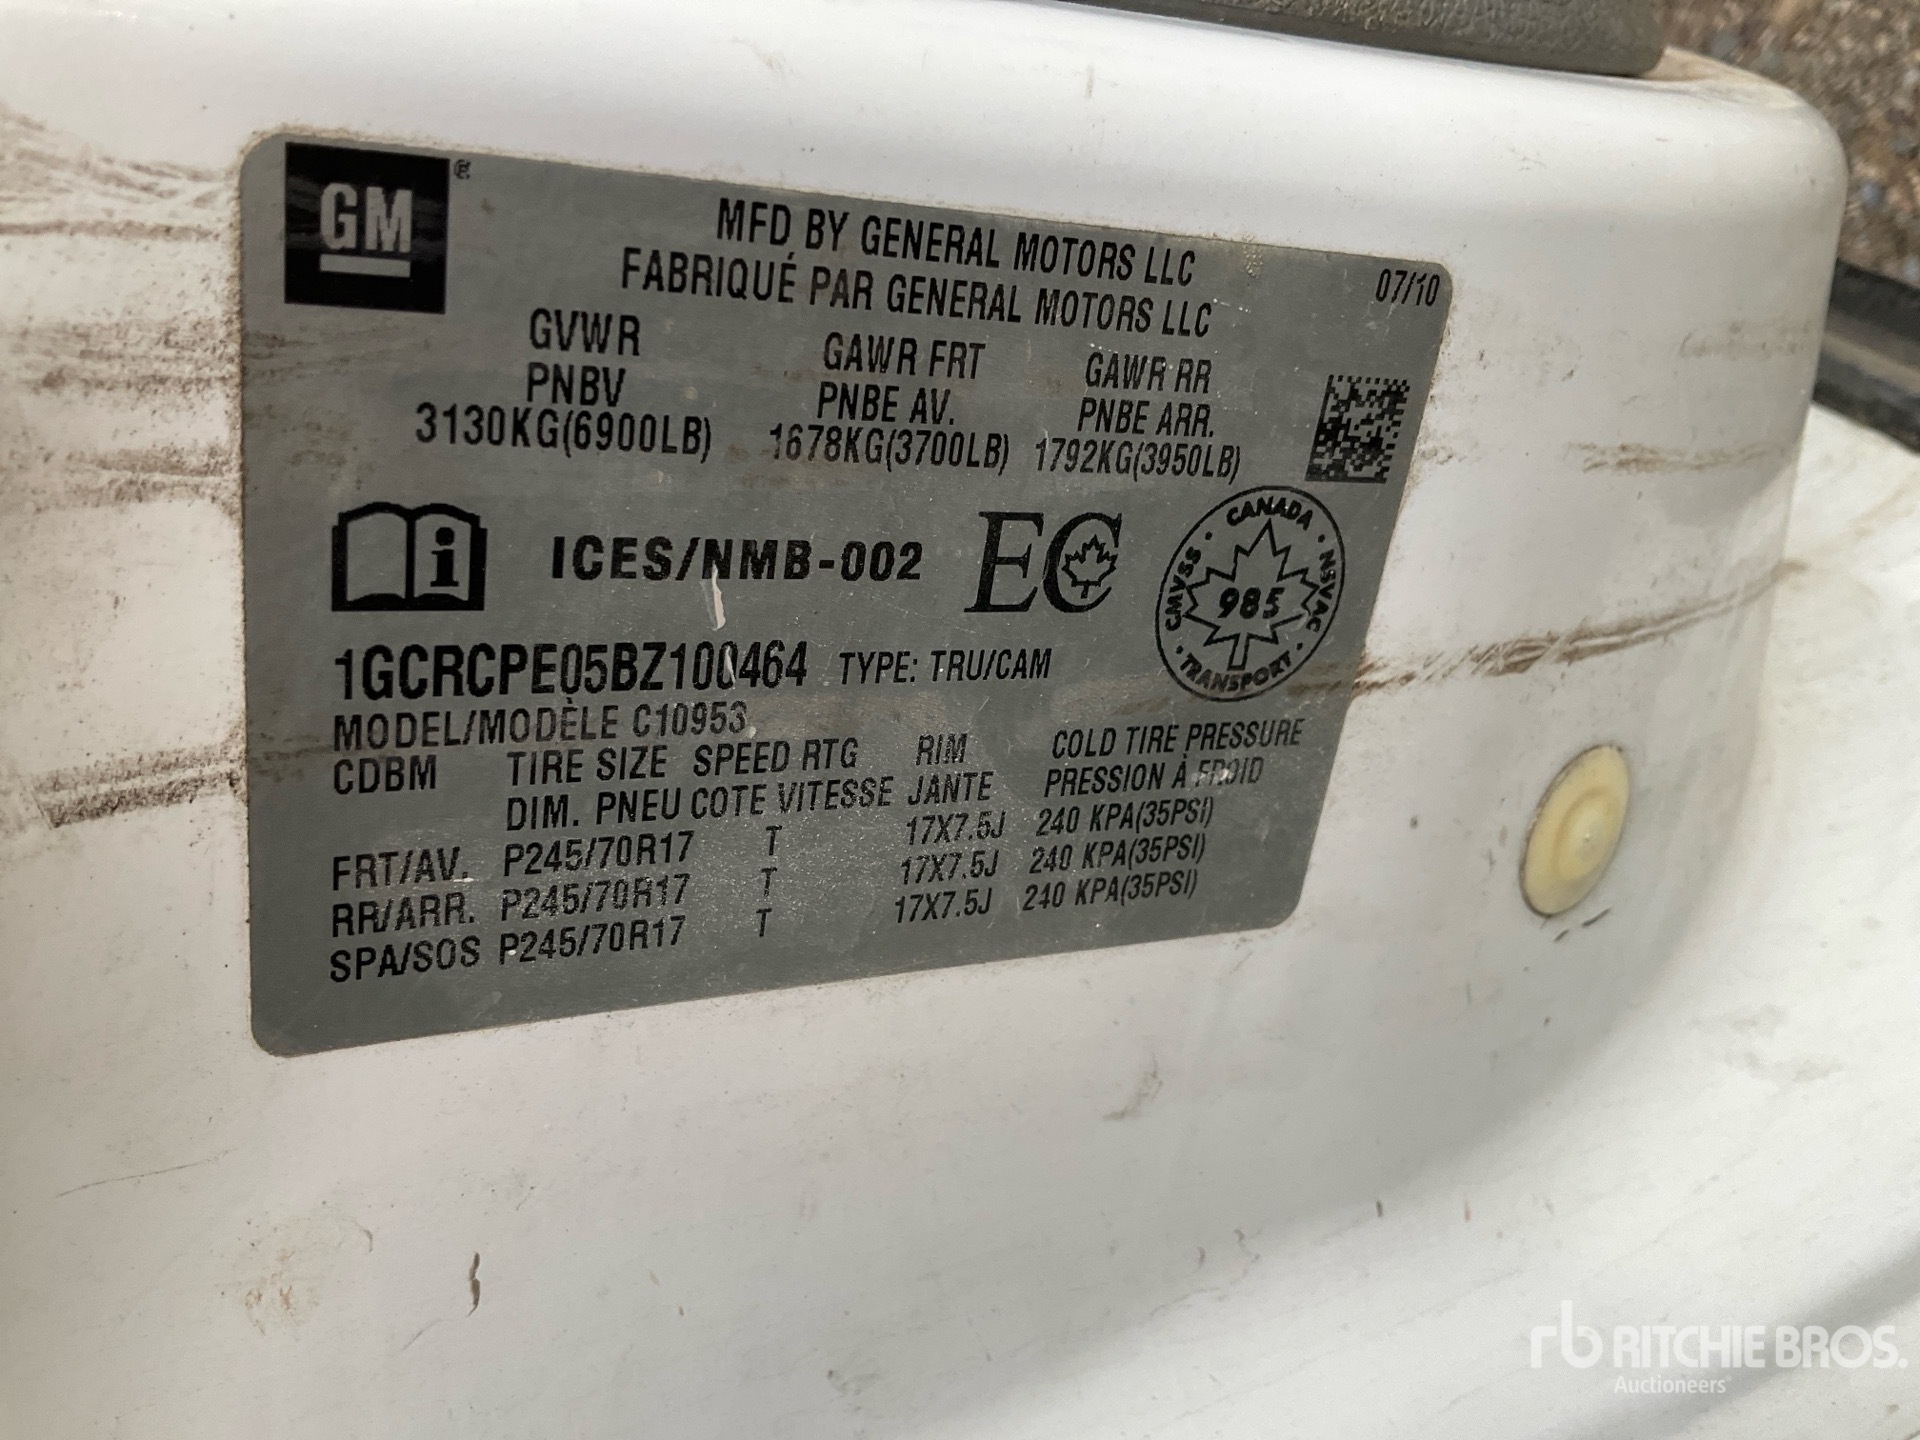 GM®
MFD BY GENERAL MOTORS LLC
FABRIQUÉ PAR GENERAL MOTORS LLC
07/10
GVWR GAWR FRT GAWR RR
PNBV PNBE AV. PNBE ARR.
3130KG(6900LB) 1678KG(3700LB) 1792KG(3950LB)
i ICES/NMB-002 EC
CANADA · NSVAC · TRANSPORT · CMVSS ·
985
1GCRCPE05BZ100464 TYPE: TRU/CAM
MODEL/MODÈLE C10953
CDBM TIRE SIZE SPEED RTG RIM COLD TIRE PRESSURE
DIM. PNEU COTE VITESSE JANTE PRESSION À FROID
FRT/AV. P245/70R17 T 17X7.5J 240 KPA(35PSI)
RR/ARR. P245/70R17 T 17X7.5J 240 KPA(35PSI)
SPA/SOS P245/70R17 T 17X7.5J 240 KPA(35PSI)
rb RITCHIE BROS.
Auctioneers